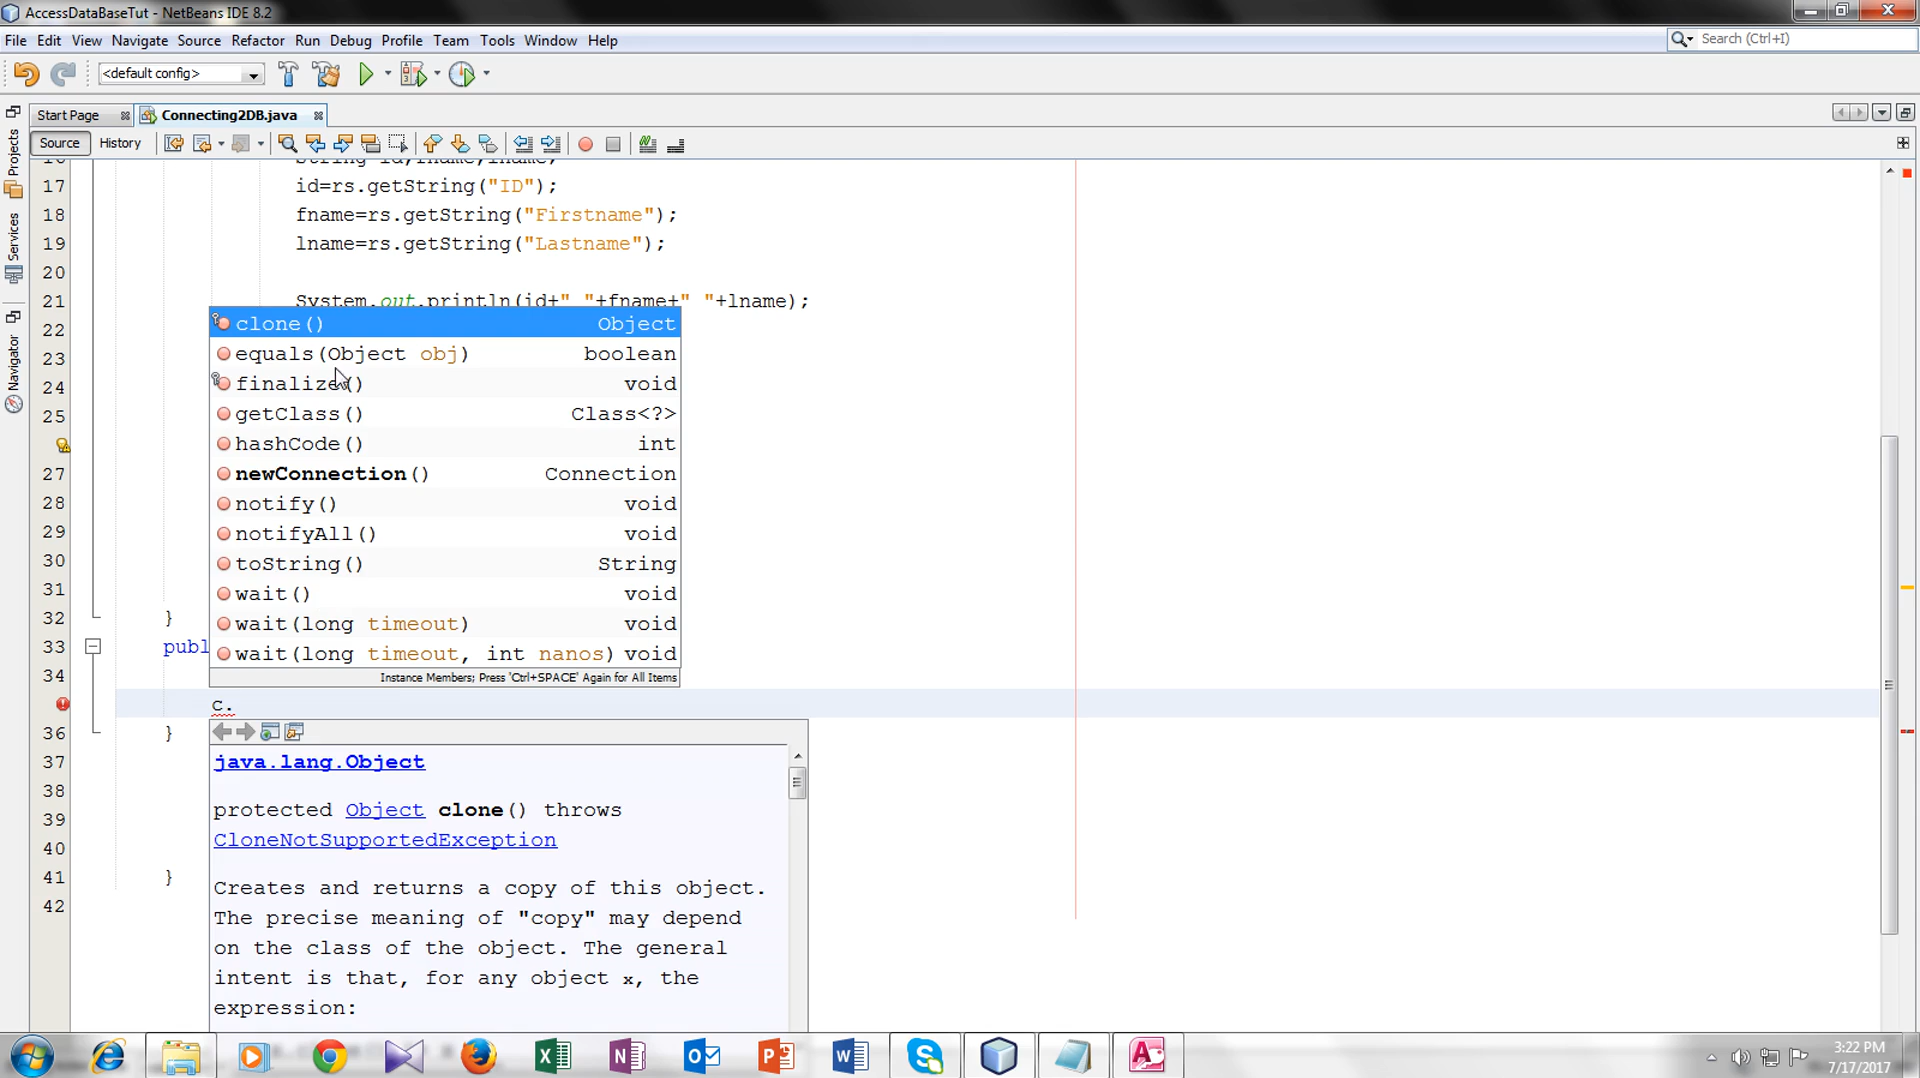 AccessDataBaseTut - NetBeans IDE 8.2
File Edit View Navigate Source Refactor Run Debug Profile Team Tools Window Help
Search (Ctrl+I)
<default config>
Start Page
Connecting2DB.java
Source History
Projects
Services
Navigator
16 String id,fname,lname;
17 id=rs.getString("ID");
18 fname=rs.getString("Firstname");
19 lname=rs.getString("Lastname");
20
21 System.out.println(id+" "+fname+" "+lname);
22
23
24
25
27
28
29
30
31
32 }
33 publ
34
c.
36 }
37
38
39
40
41 }
42
clone() Object
equals(Object obj) boolean
finalize() void
getClass() Class<?>
hashCode() int
newConnection() Connection
notify() void
notifyAll() void
toString() String
wait() void
wait(long timeout) void
wait(long timeout, int nanos) void
Instance Members; Press 'Ctrl+SPACE' Again for All Items
java.lang.Object
protected Object clone() throws
CloneNotSupportedException
Creates and returns a copy of this object.
The precise meaning of "copy" may depend
on the class of the object. The general
intent is that, for any object x, the
expression:
3:22 PM
7/17/2017